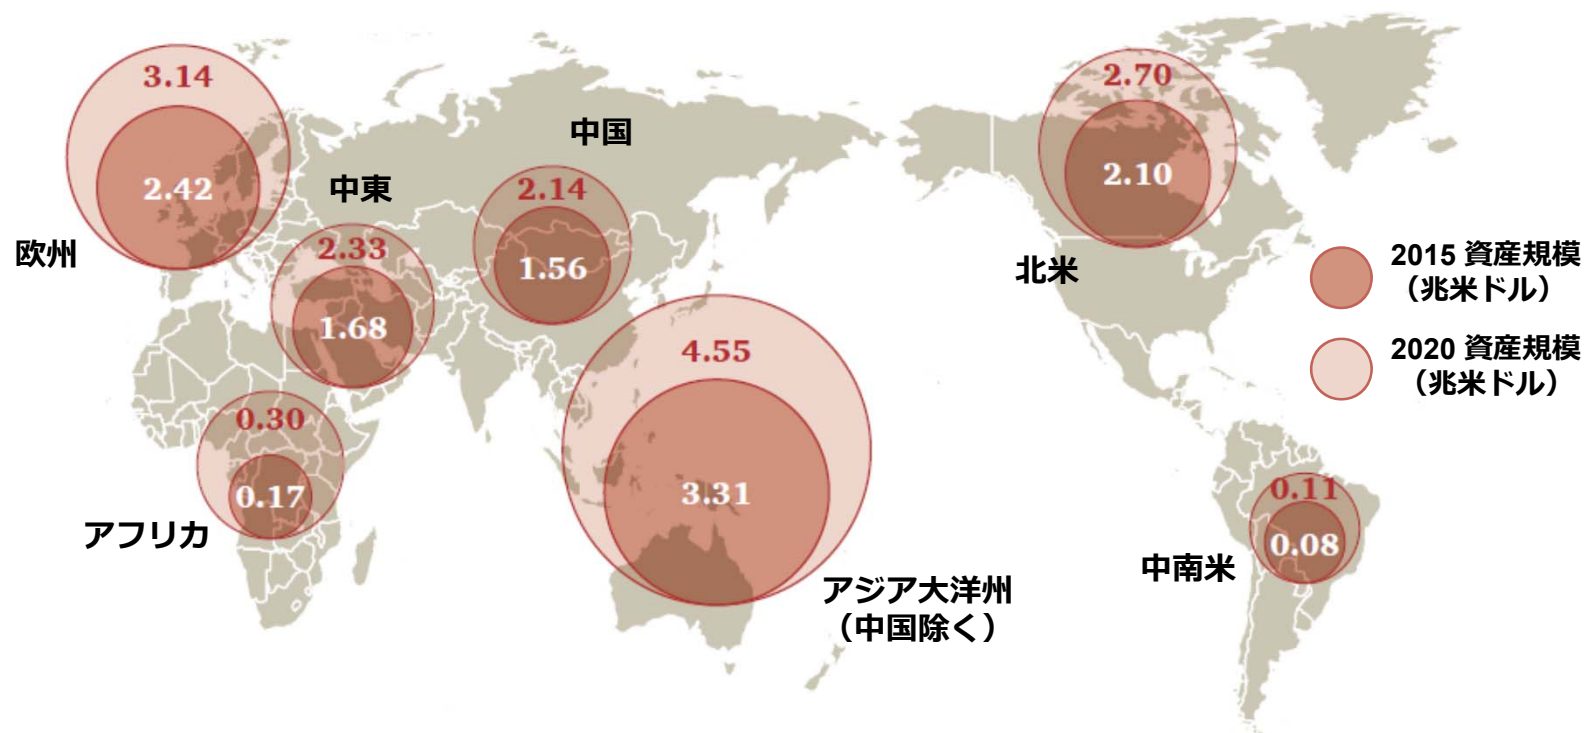 3.14
2.42
欧州
中東
2.33
1.68
中国
2.14
1.56
0.30
0.17
アフリカ
4.55
3.31
アジア大洋州
（中国除く）
2.70
2.10
北米
0.11
0.08
中南米
2015 資産規模
（兆米ドル）
2020 資産規模
（兆米ドル）